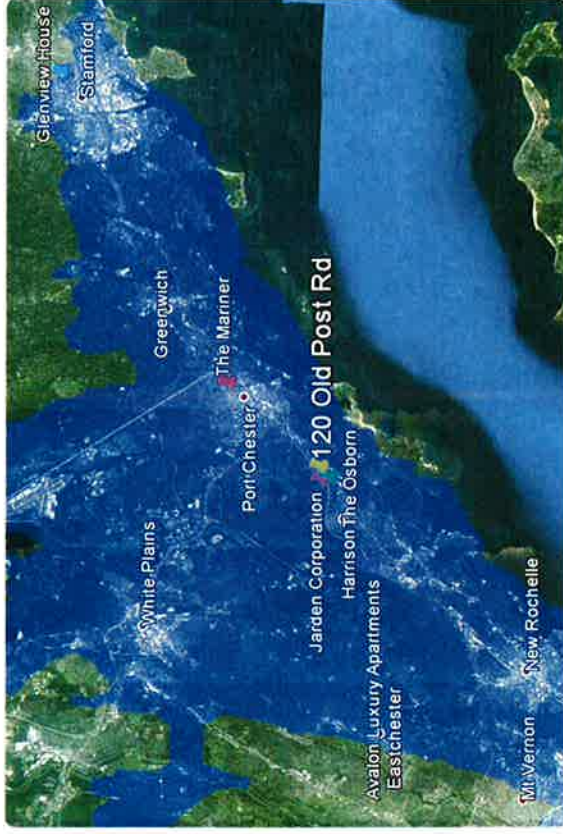 Glenview House
Stamford
Greenwich
The Mariner
Port Chester
White Plains
120 Old Post Rd
Jarden Corporation
Harrison The Osborn
Avalon Luxury Apartments
Eastchester
New Rochelle
Mt Vernon